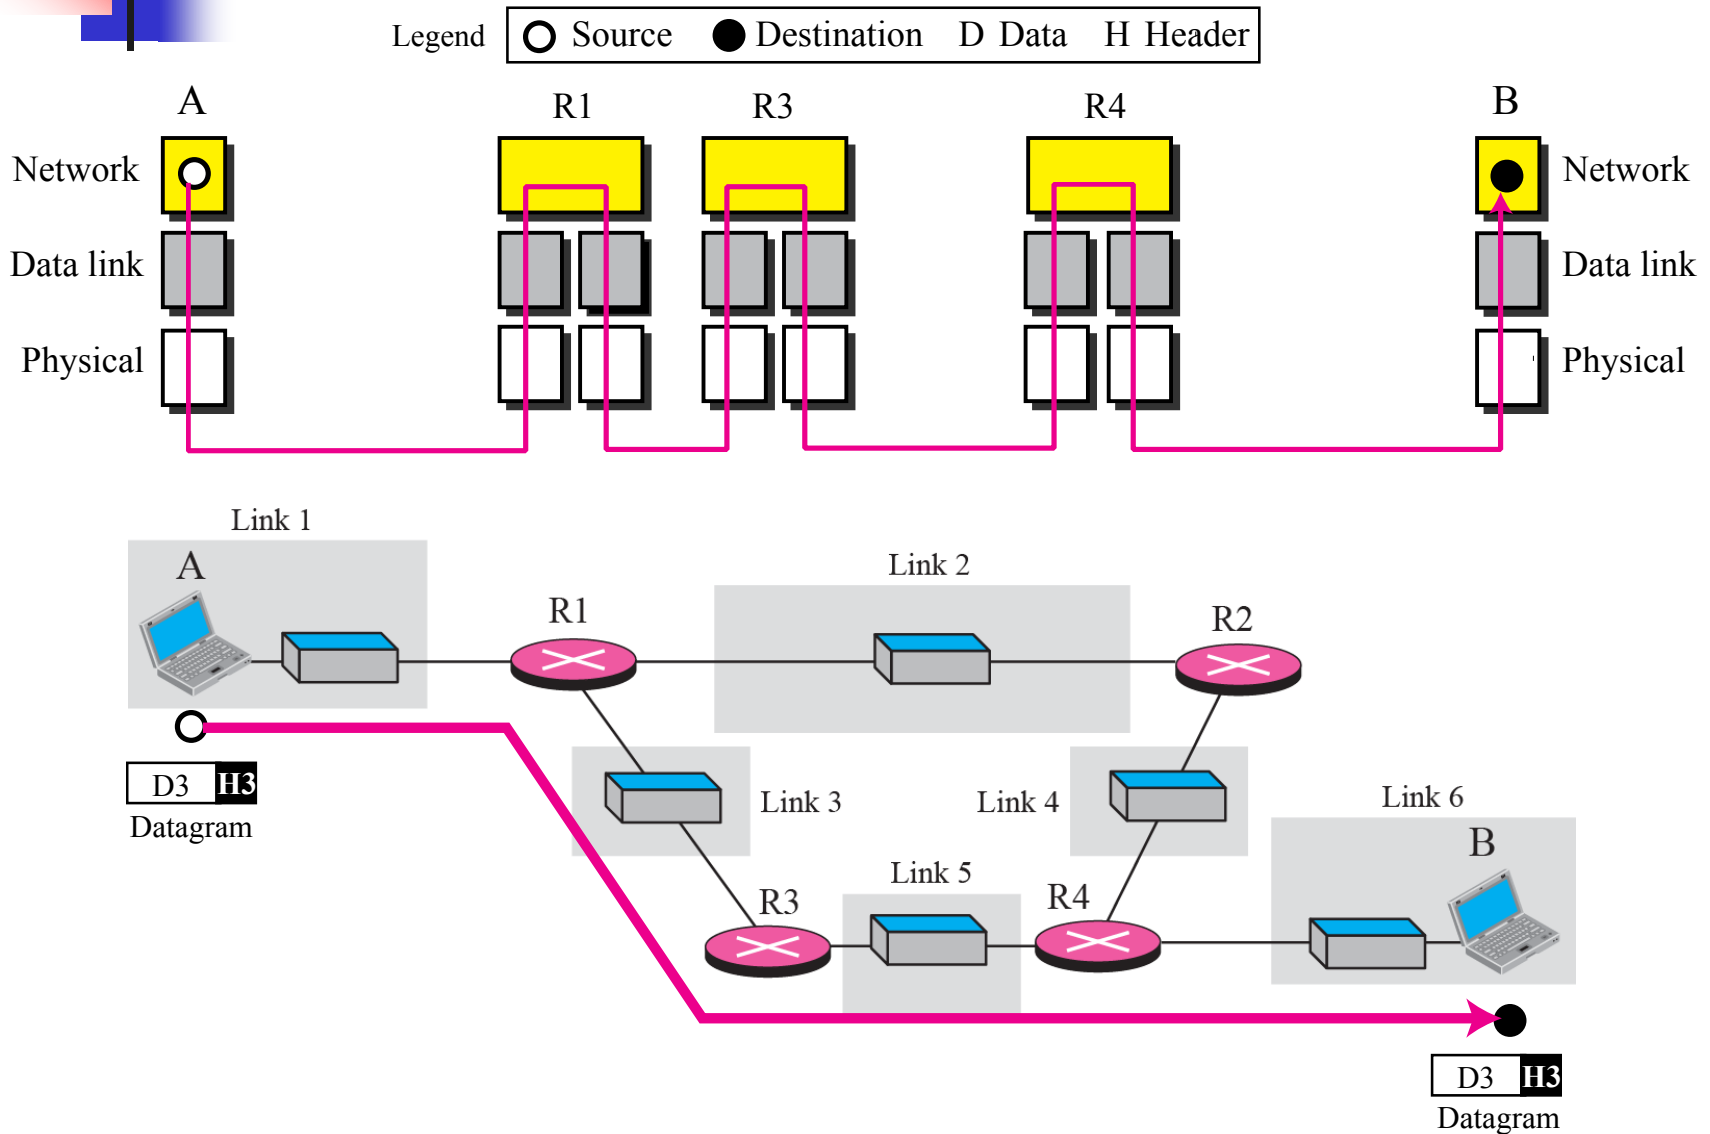 Legend Source Destination D Data H Header
A R1 R3 R4 B
Network Network
Data link Data link
Physical Physical
Link 1
A
Link 2
R1
R2
Link 3
Link 4
Link 6
D3 H3
Datagram
B
Link 5
R3
R4
D3 H3
Datagram